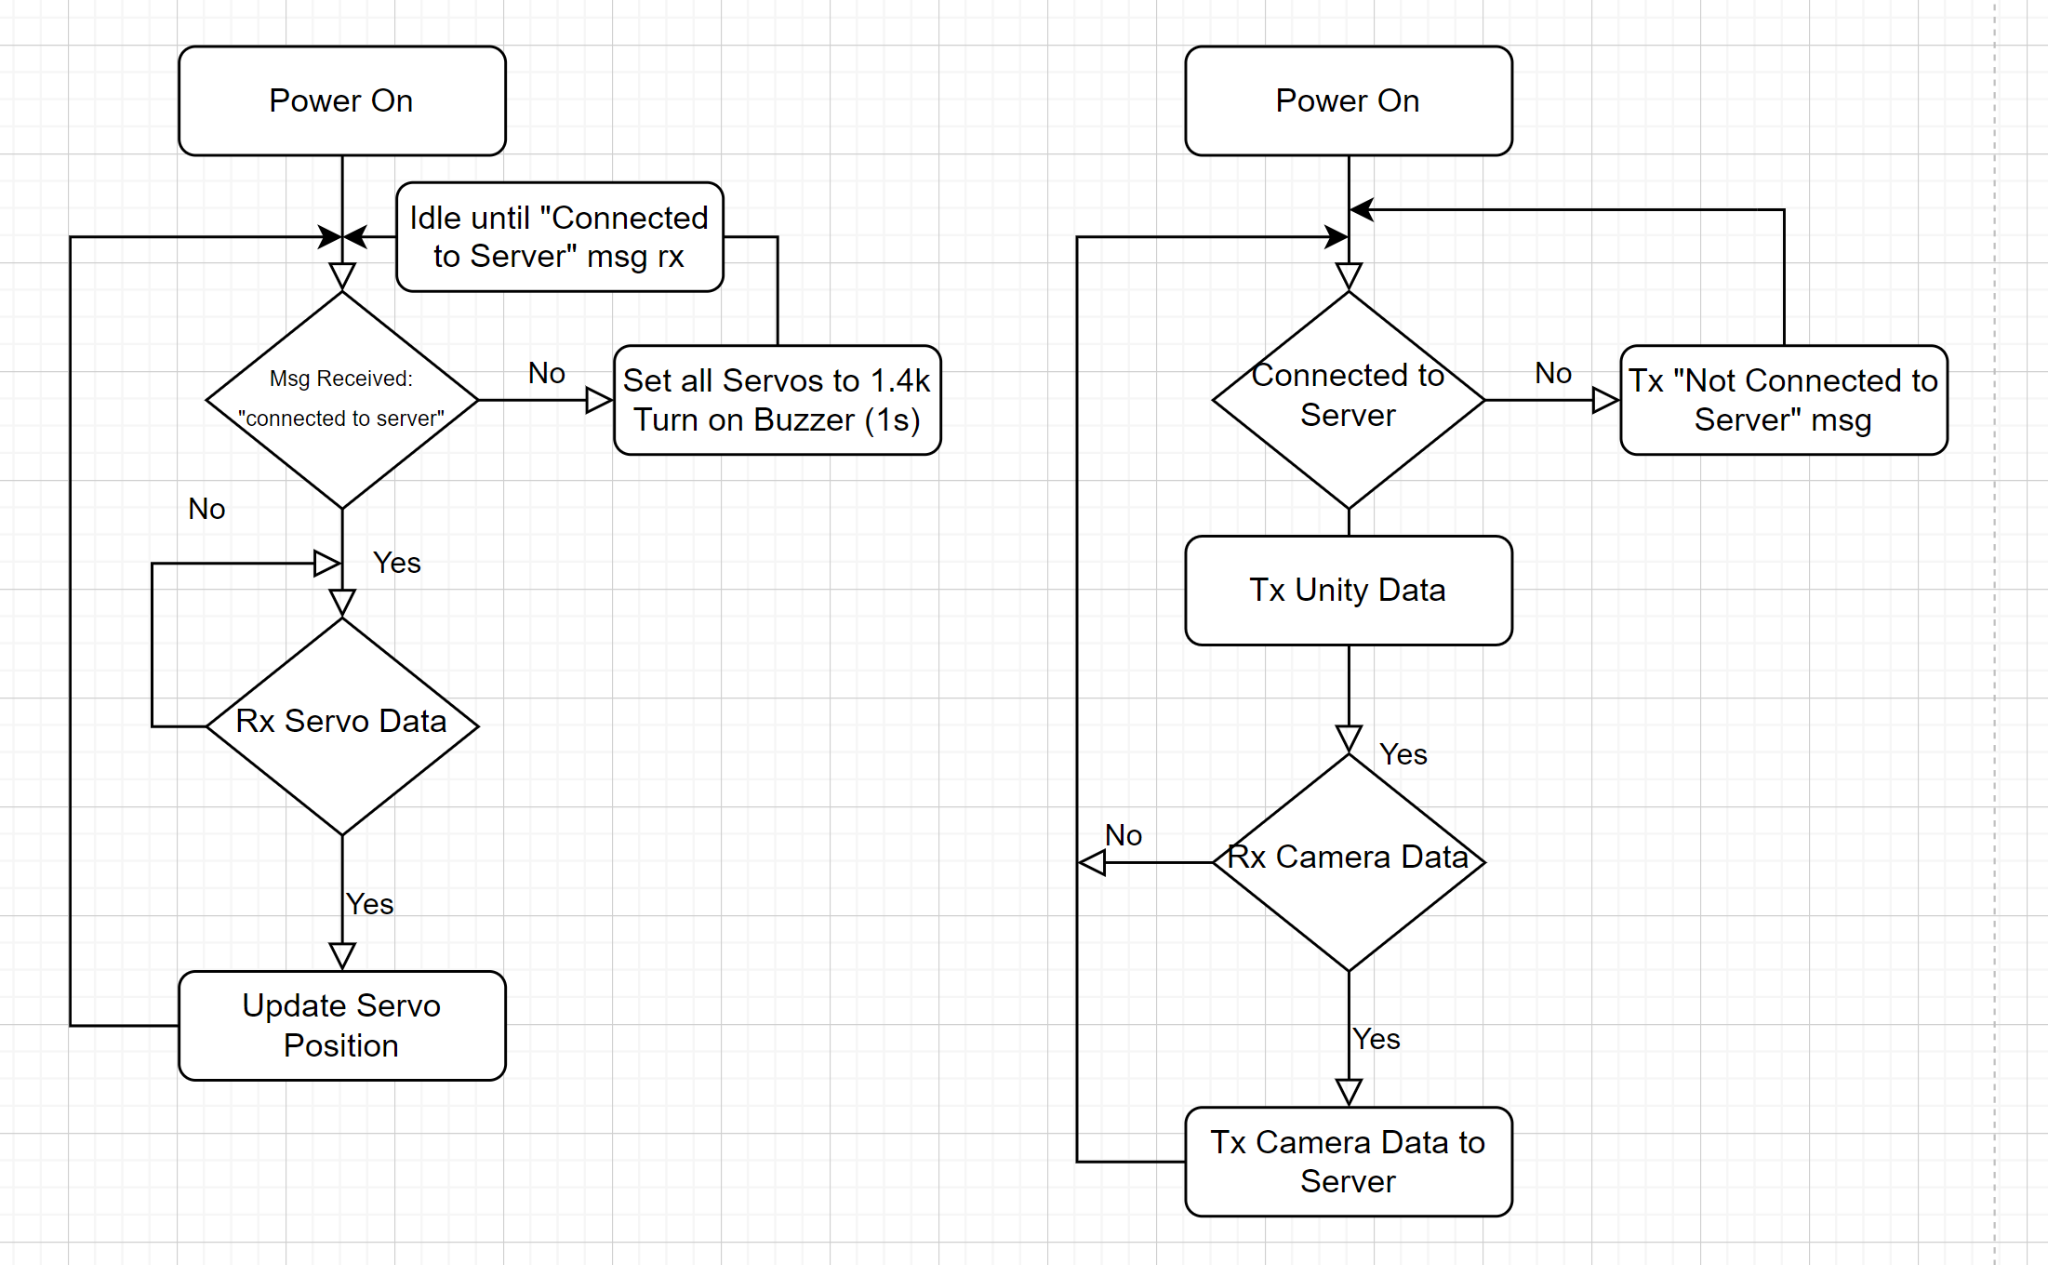 Power On
Idle until "Connected
to Server" msg rx
Msg Received:
"connected to server"
No
Set all Servos to 1.4k
Turn on Buzzer (1s)
No
Yes
Rx Servo Data
Yes
Update Servo
Position
Power On
Connected to
Server
No
Tx "Not Connected to
Server" msg
Tx Unity Data
Yes
No
Rx Camera Data
Yes
Tx Camera Data to
Server